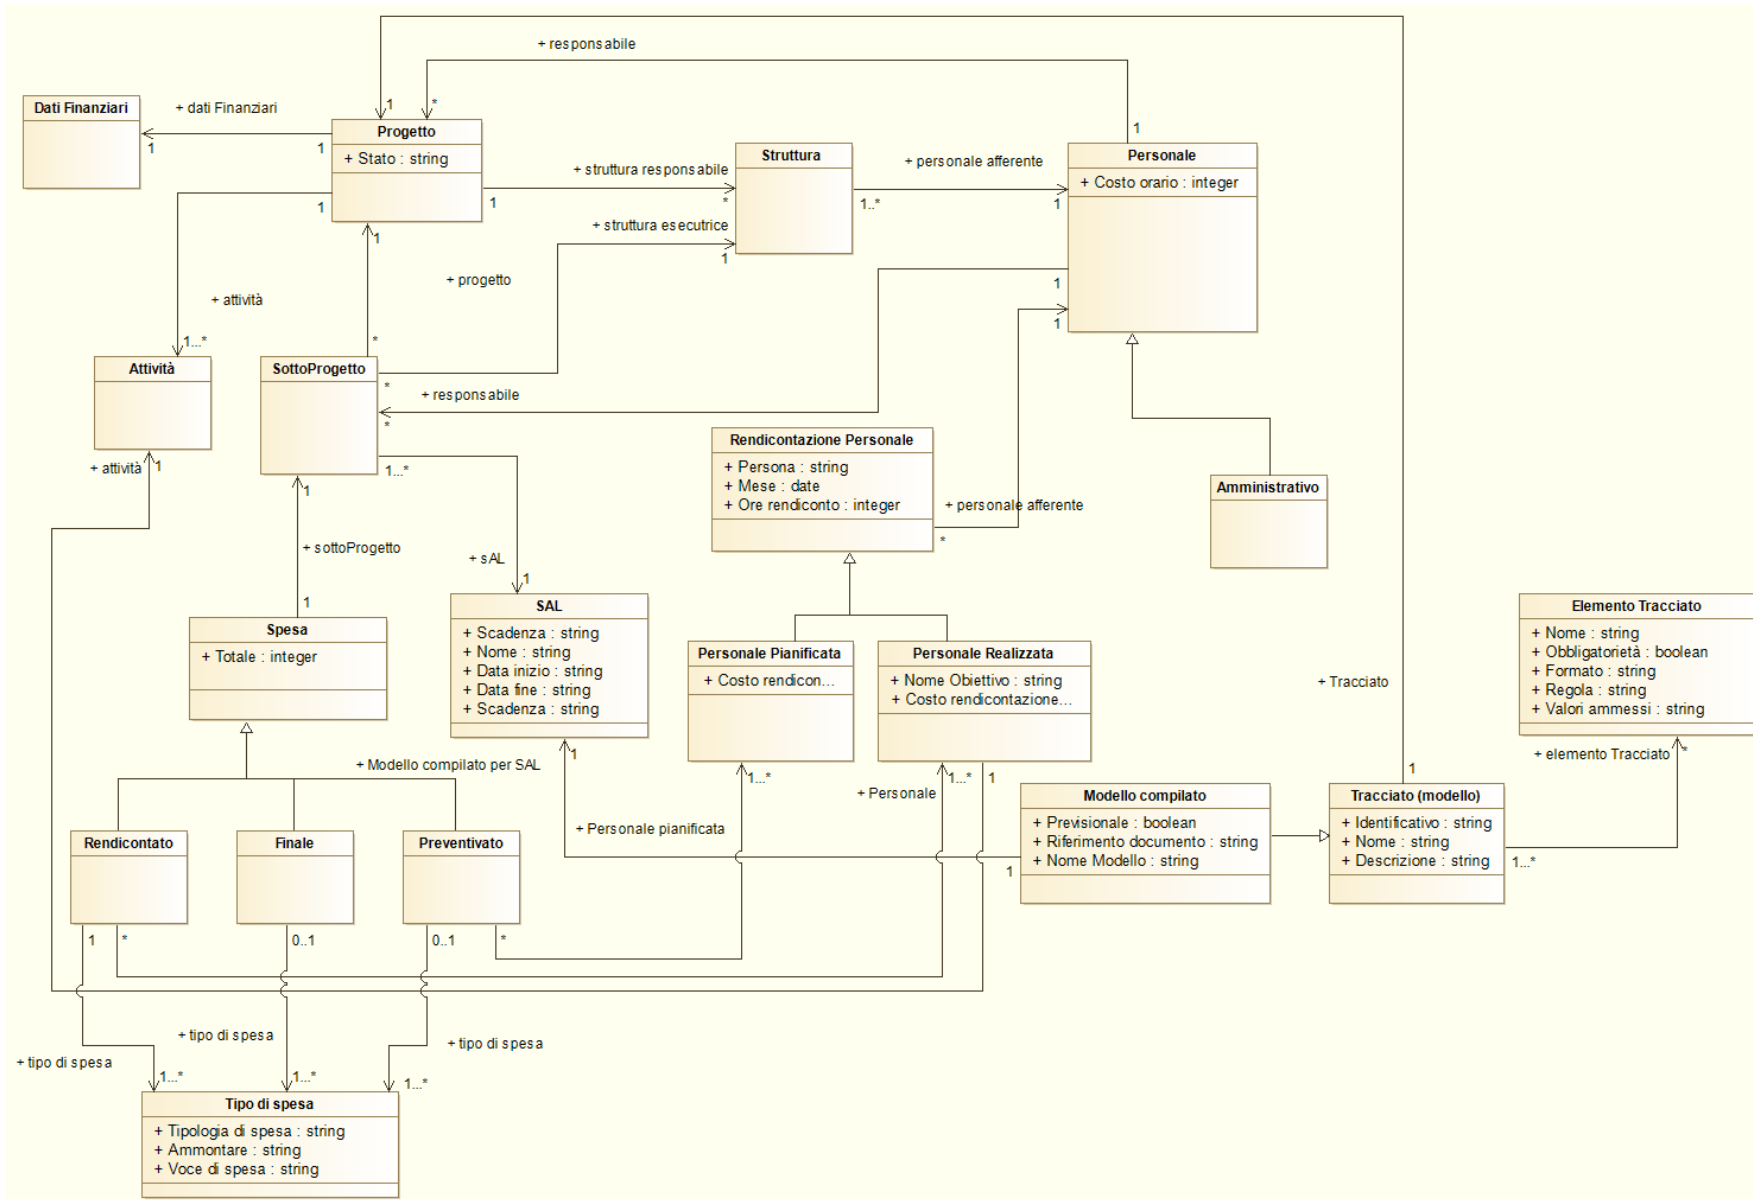 + responsabile
Dati Finanziari
+ dati Finanziari
1
*
Progetto
+ Stato : string
1
1
1
1
1
+ struttura responsabile
*
Struttura
+ personale afferente
1..*
1
1
Personale
+ Costo orario : integer
+ struttura esecutrice
1
+ progetto
+ attività
1...*
*
1
1
Attività
SottoProgetto
*
+ responsabile
*
+ attività
1
1...*
1
Rendicontazione Personale
+ Persona : string
+ Mese : date
+ Ore rendiconto : integer
+ personale afferente
*
Amministrativo
+ sottoProgetto
+ sAL
1
1
Spesa
+ Totale : integer
SAL
+ Scadenza : string
+ Nome : string
+ Data inizio : string
+ Data fine : string
+ Scadenza : string
1
Personale Pianificata
+ Costo rendicon...
Personale Realizzata
+ Nome Obiettivo : string
+ Costo rendicontazione...
+ Tracciato
Elemento Tracciato
+ Nome : string
+ Obbligatorietà : boolean
+ Formato : string
+ Regola : string
+ Valori ammessi : string
+ elemento Tracciato
*
+ Modello compilato per SAL
1...*
+ Personale
1...*
1
1
+ Personale pianificata
Modello compilato
+ Previsionale : boolean
+ Riferimento documento : string
+ Nome Modello : string
1
Tracciato (modello)
+ Identificativo : string
+ Nome : string
+ Descrizione : string
1...*
Rendicontato
Finale
Preventivato
1
*
0..1
0..1
*
+ tipo di spesa
+ tipo di spesa
+ tipo di spesa
1...*
1...*
1...*
Tipo di spesa
+ Tipologia di spesa : string
+ Ammontare : string
+ Voce di spesa : string